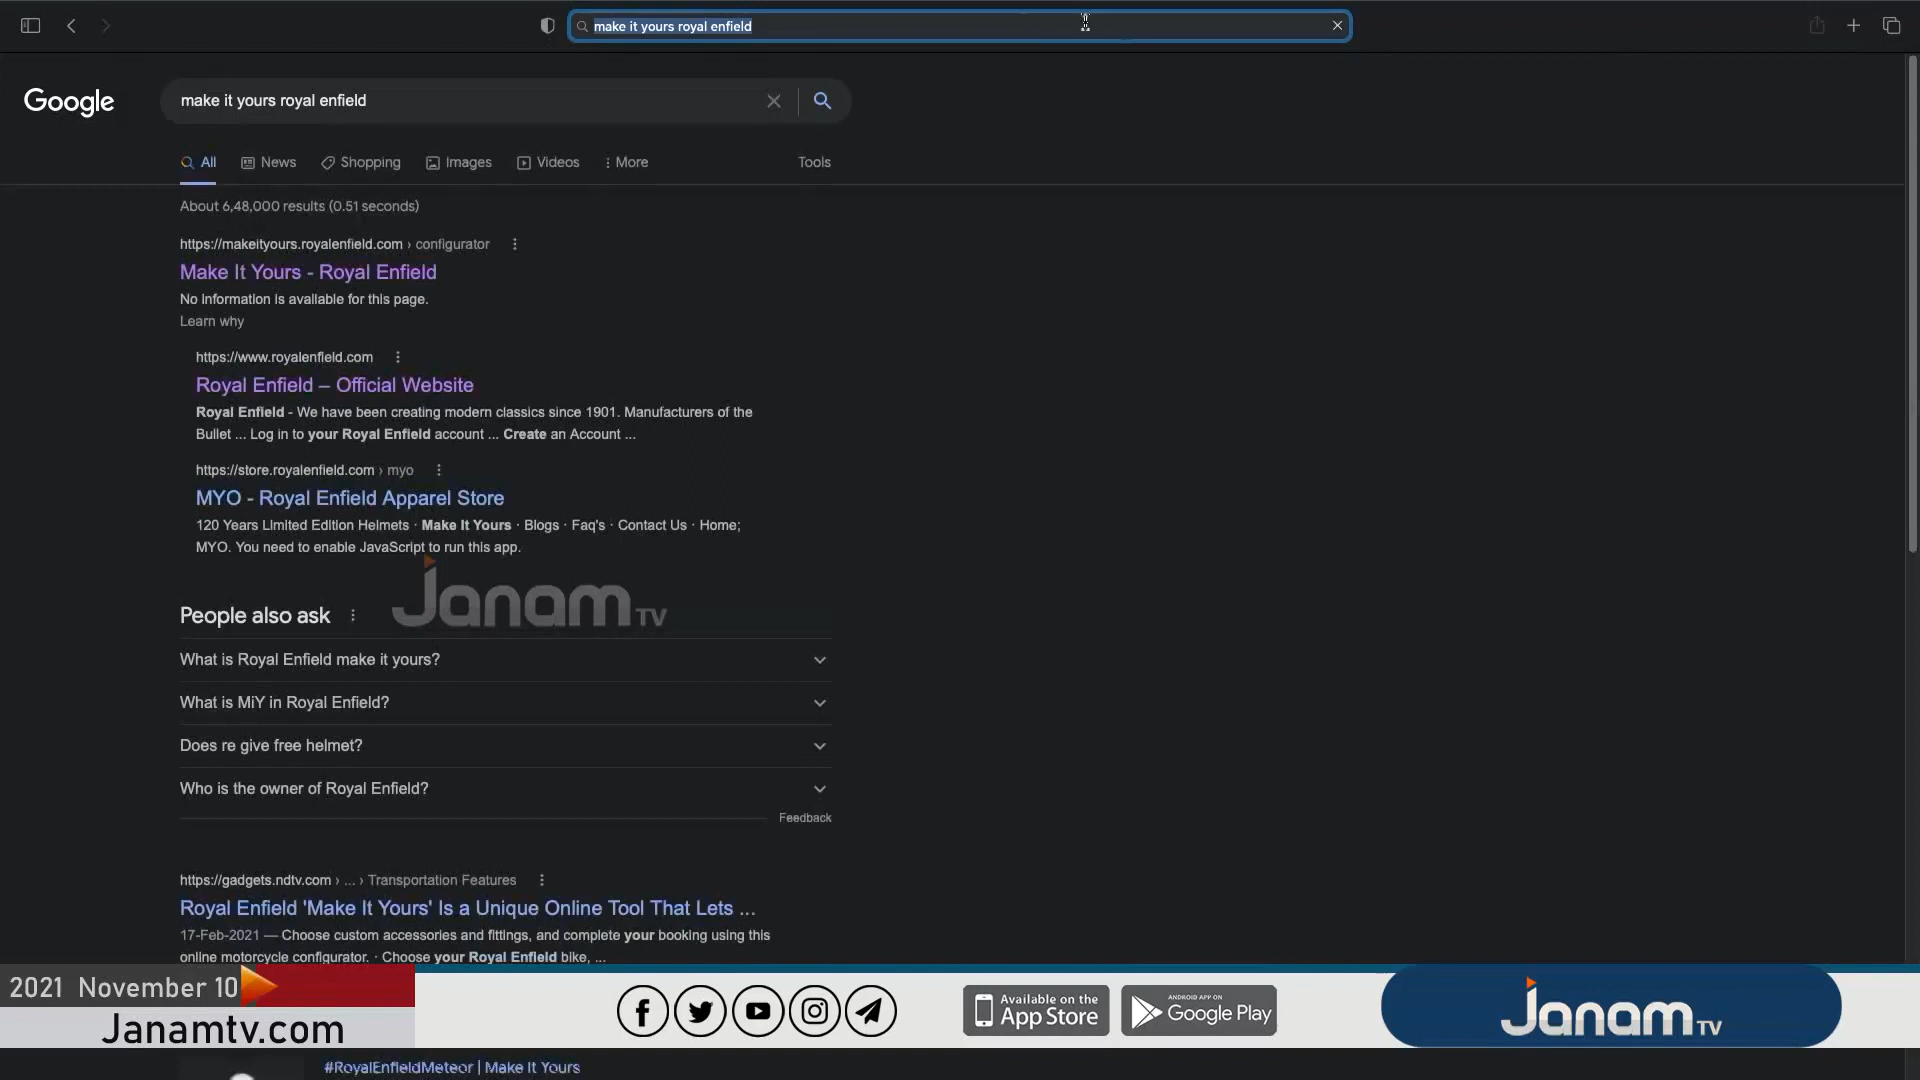 make it yours royal enfield
Google
make it yours royal enfield
All News Shopping Images Videos More Tools
About 6,48,000 results (0.51 seconds)
https://makeityours.royalenfield.com › configurator
Make It Yours - Royal Enfield
No information is available for this page.
Learn why
https://www.royalenfield.com
Royal Enfield – Official Website
Royal Enfield - We have been creating modern classics since 1901. Manufacturers of the
Bullet ... Log in to your Royal Enfield account ... Create an Account ...
https://store.royalenfield.com › myo
MYO - Royal Enfield Apparel Store
120 Years Limited Edition Helmets · Make It Yours · Blogs · Faq's · Contact Us · Home;
MYO. You need to enable JavaScript to run this app.
Janam TV
People also ask
What is Royal Enfield make it yours?
What is MiY in Royal Enfield?
Does re give free helmet?
Who is the owner of Royal Enfield?
Feedback
https://gadgets.ndtv.com › ... › Transportation Features
Royal Enfield 'Make It Yours' Is a Unique Online Tool That Lets ...
17-Feb-2021 — Choose custom accessories and fittings, and complete your booking using this
online motorcycle configurator. · Choose your Royal Enfield bike, ...
2021 November 10
Janamtv.com
Available on the
App Store
ANDROID APP ON
Google Play
Janam TV
#RoyalEnfieldMeteor | Make It Yours